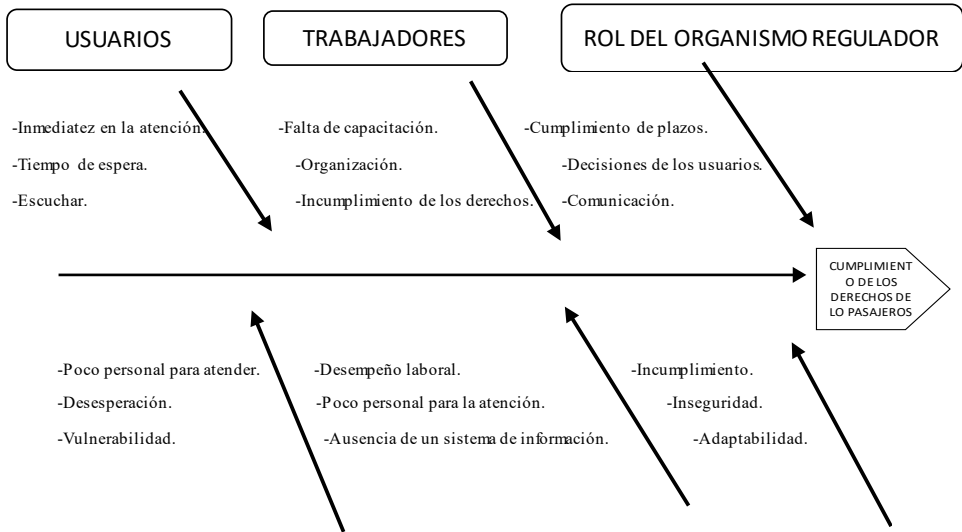 USUARIOS
TRABAJADORES
ROL DEL ORGANISMO REGULADOR
-Inmediatez en la atención.
-Tiempo de espera.
-Escuchar.
-Falta de capacitación.
-Organización.
-Incumplimiento de los derechos.
-Cumplimiento de plazos.
-Decisiones de los usuarios.
-Comunicación.
CUMPLIMIENT
O DE LOS
DERECHOS DE
LO PASAJEROS
-Poco personal para atender.
-Desesperación.
-Vulnerabilidad.
-Desempeño laboral.
-Poco personal para la atención.
-Ausencia de un sistema de información.
-Incumplimiento.
-Inseguridad.
-Adaptabilidad.